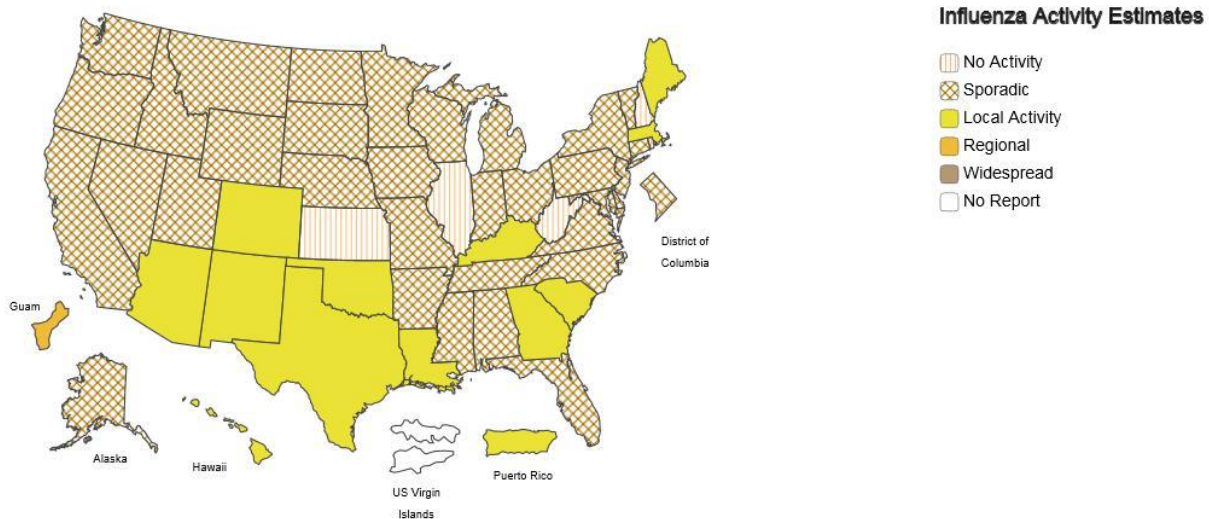 Influenza Activity Estimates
No Activity
Sporadic
Local Activity
Regional
Widespread
No Report
District of
Columbia
Guam
Alaska
Hawaii
US Virgin
Islands
Puerto Rico